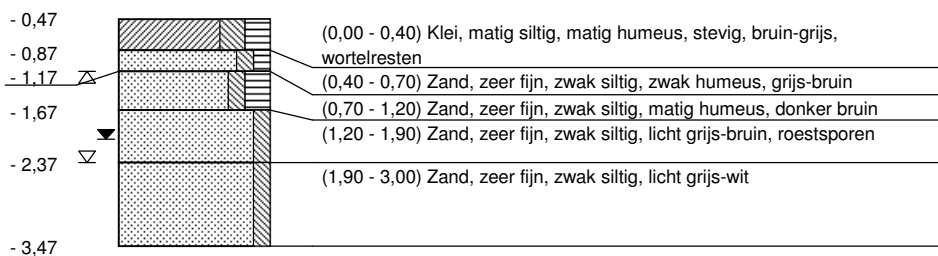 - 0,47
(0,00 - 0,40) Klei, matig siltig, matig humeus, stevig, bruin-grijs,
wortelresten
- 0,87
(0,40 - 0,70) Zand, zeer fijn, zwak siltig, zwak humeus, grijs-bruin
- 1,17
(0,70 - 1,20) Zand, zeer fijn, zwak siltig, matig humeus, donker bruin
- 1,67
(1,20 - 1,90) Zand, zeer fijn, zwak siltig, licht grijs-bruin, roestsporen
- 2,37
(1,90 - 3,00) Zand, zeer fijn, zwak siltig, licht grijs-wit
- 3,47